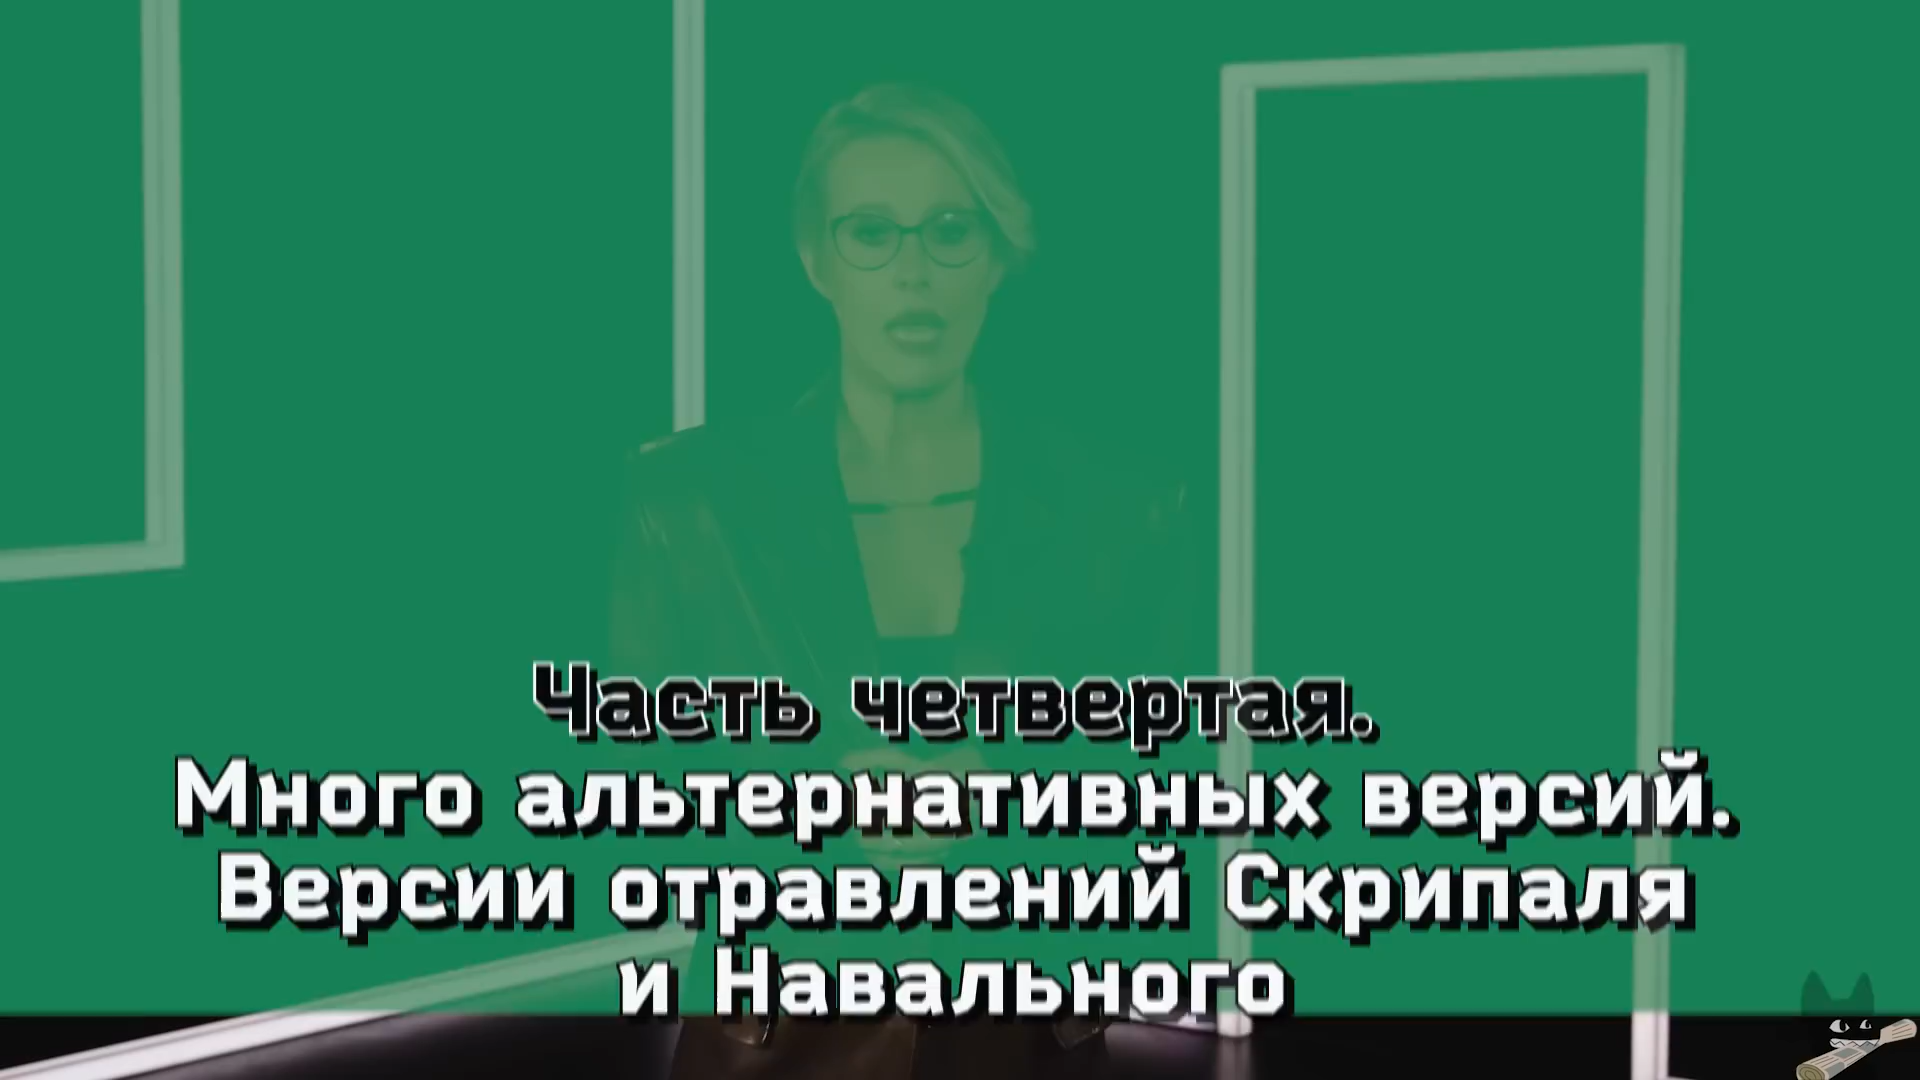 Часть четвертая.
Много альтернативных версий.
Версии отравлений Скрипаля
и Навального